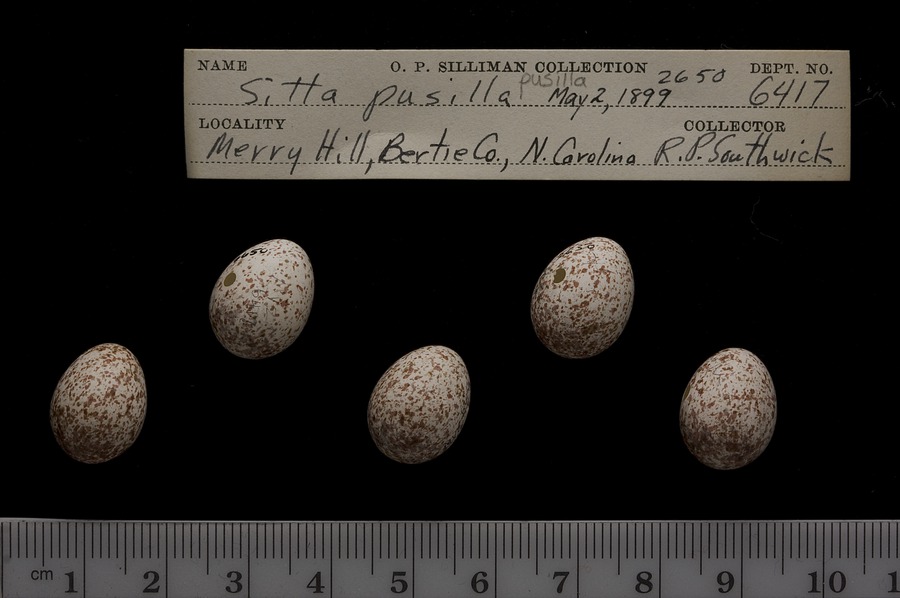 NAME O. P. SILLIMAN COLLECTION DEPT. NO.
Sitta pusilla pusilla May 2, 1899 2650 6417
LOCALITY COLLECTOR
Merry Hill, Bertie Co., N. Carolina R. P. Southwick
cm 1 2 3 4 5 6 7 8 9 10 1